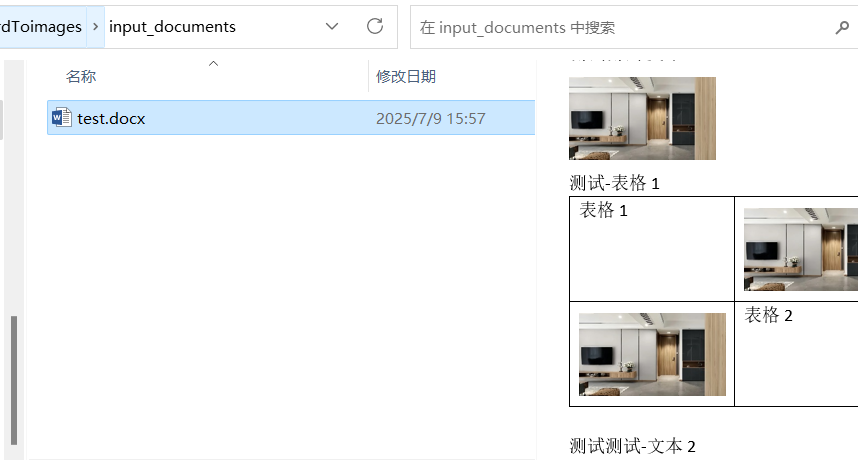 rdToimages › input_documents
在 input_documents 中搜索
名称
修改日期
test.docx
2025/7/9 15:57
测试-表格 1
表格 1
表格 2
测试测试-文本 2